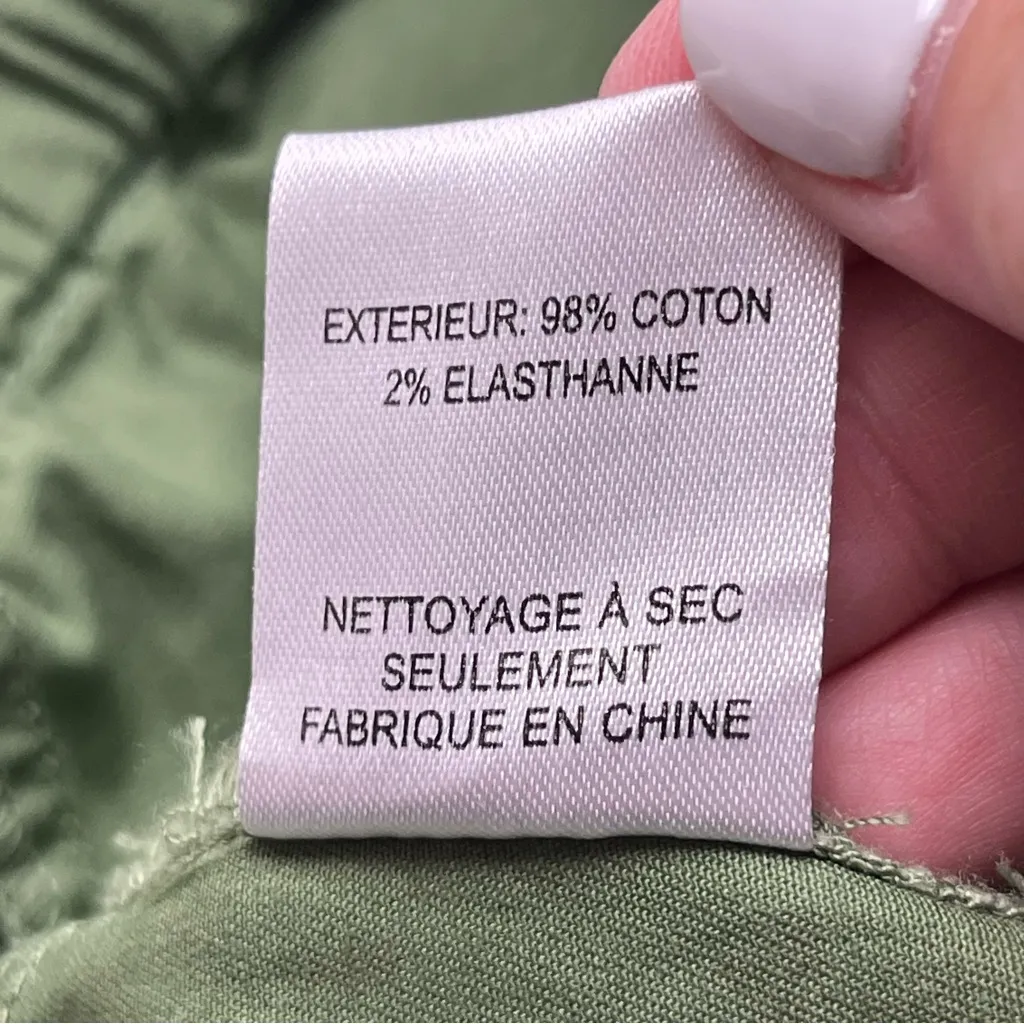 EXTERIEUR: 98% COTON
2% ELASTHANNE
NETTOYAGE À SEC
SEULEMENT
FABRIQUE EN CHINE